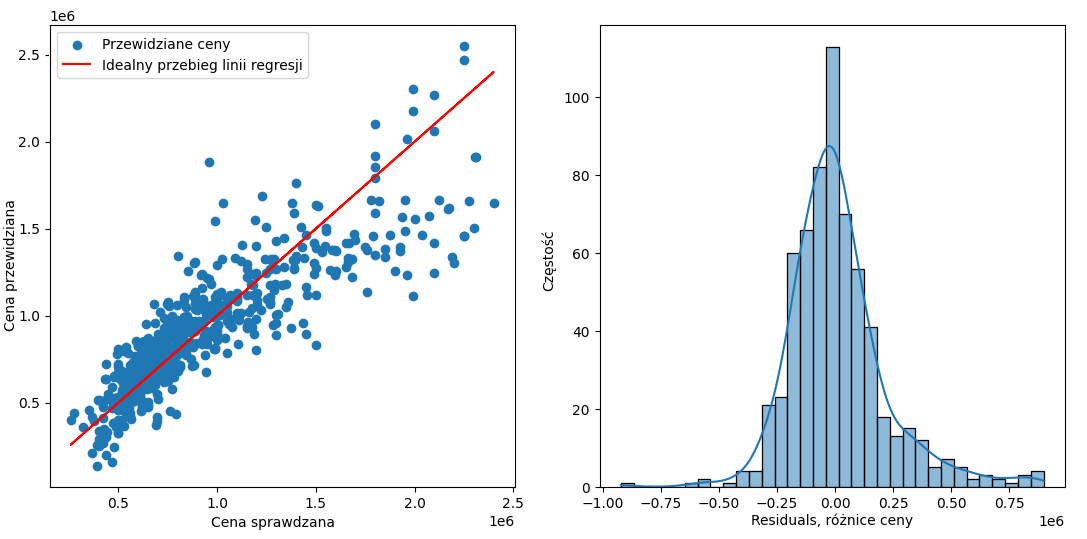 1e6
Przewidziane ceny
Idealny przebieg linii regresji
2.5
2.0
1.5
1.0
0.5
Cena przewidziana
0.5
1.0
1.5
2.0
2.5
1e6
Cena sprawdzana
100
80
60
40
20
0
Częstość
−1.00
−0.75
−0.50
−0.25
0.00
0.25
0.50
0.75
1e6
Residuals, różnice ceny